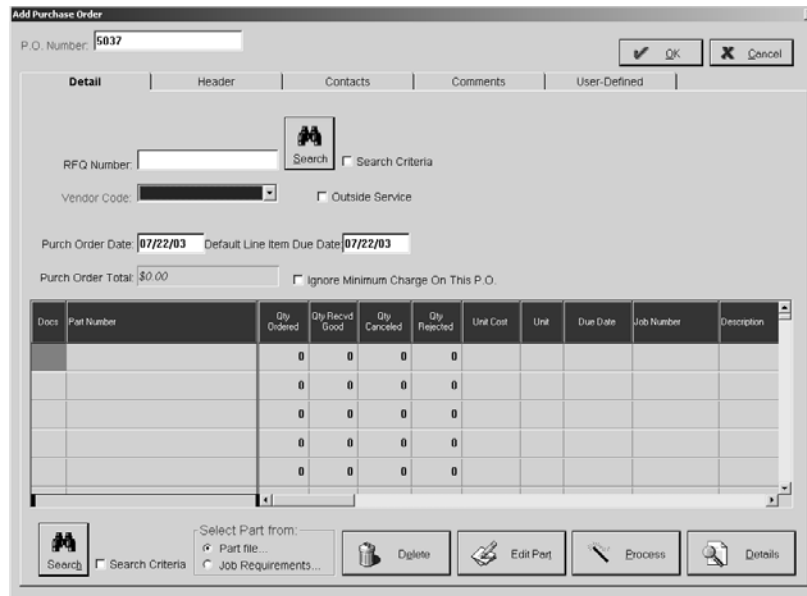 Add Purchase Order
P.O. Number: 5037
OK Cancel
Detail Header Contacts Comments User-Defined
RFQ Number: Search Search Criteria
Vendor Code: Outside Service
Purch Order Date: 07/22/03 Default Line Item Due Date: 07/22/03
Purch Order Total: $0.00 Ignore Minimum Charge On This P.O.
Docs Part Number Qty Ordered Qty Recvd Good Qty Canceled Qty Rejected Unit Cost Unit Due Date Job Number Description
0 0 0 0
0 0 0 0
0 0 0 0
0 0 0 0
0 0 0 0
Select Part from:
Search Search Criteria Part file... Delete Edit Part Process Details
Job Requirements...